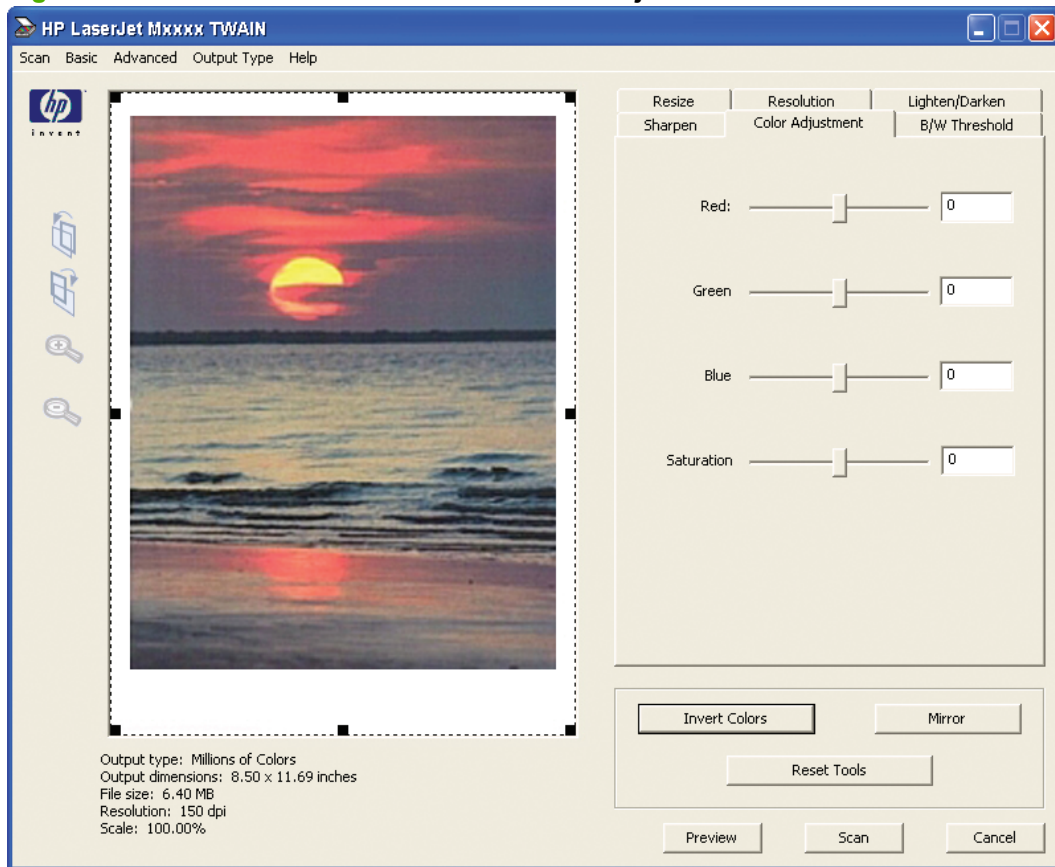 HP LaserJet Mxxxx TWAIN
Scan Basic Advanced Output Type Help
hp
invent
Resize Resolution Lighten/Darken
Sharpen Color Adjustment B/W Threshold
Red: 0
Green 0
Blue 0
Saturation 0
Invert Colors Mirror
Reset Tools
Output type: Millions of Colors
Output dimensions: 8.50 x 11.69 inches
File size: 6.40 MB
Resolution: 150 dpi
Scale: 100.00%
Preview Scan Cancel